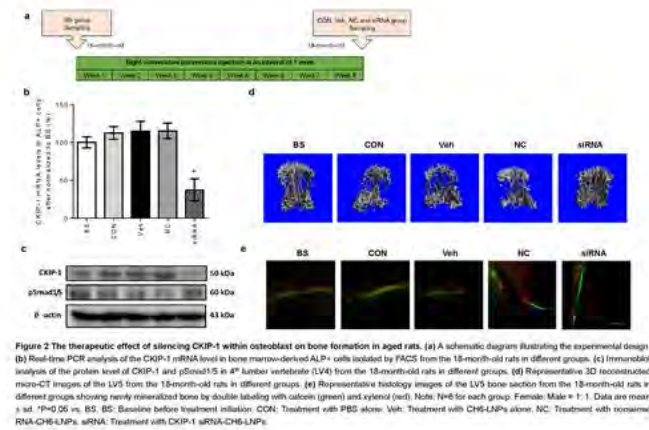 a
BS group
Sampling
CON, Veh, NC and siRNA group
Sampling
18-month-old
18-month-old
Eight consecutive intravenous injection at an interval of 1 week
Week 1 Week 2 Week 3 Week 4 Week 5 Week 6 Week 7 Week 8
b
CKIP-1 mRNA levels in ALP+ cells
after normalized to BS (%)
150
100
50
0
*
BS CON Veh NC siRNA
c
CKIP-1 50 kDa
pSmad1/5 60 kDa
β-actin 43 kDa
d
BS CON Veh NC siRNA
e
BS CON Veh NC siRNA
Figure 2 The therapeutic effect of silencing CKIP-1 within osteoblast on bone formation in aged rats. (a) A schematic diagram illustrating the experimental design.
(b) Real-time PCR analysis of the CKIP-1 mRNA level in bone marrow-derived ALP+ cells isolated by FACS from the 18-month-old rats in different groups. (c) Immunoblot
analysis of the protein level of CKIP-1 and pSmad1/5 in 4th lumber vertebrate (LV4) from the 18-month-old rats in different groups. (d) Representative 3D reconstructed
micro-CT images of the LV5 from the 18-month-old rats in different groups. (e) Representative histology images of the LV5 bone section from the 18-month-old rats in
different groups showing newly mineralized bone by double labeling with calcein (green) and xylenol (red). Note: N=6 for each group. Female: Male = 1: 1. Data are mean
± sd. *P<0.05 vs. BS. BS: Baseline before treatment initiation. CON: Treatment with PBS alone. Veh: Treatment with CH6-LNPs alone. NC: Treatment with nonsense
RNA-CH6-LNPs. siRNA: Treatment with CKIP-1 siRNA-CH6-LNPs.